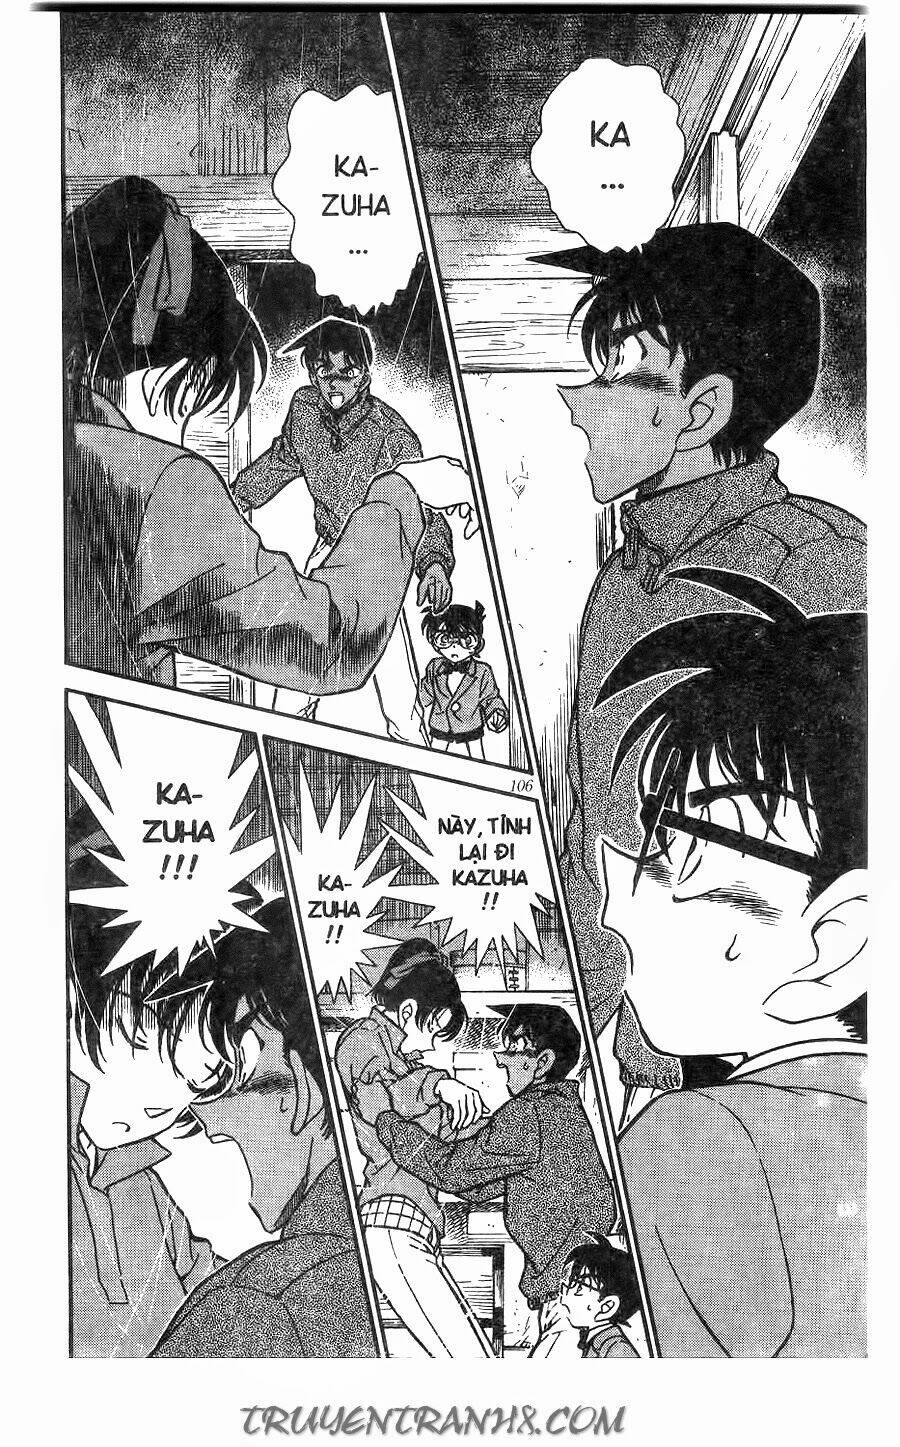 KA
...
KA-
ZUHA
...
106
NÀY, TỈNH
LẠI ĐI
KAZUHA
!!
KA-
ZUHA
!!
KA-
ZUHA
!!!
TRUYENTRANH8.COM